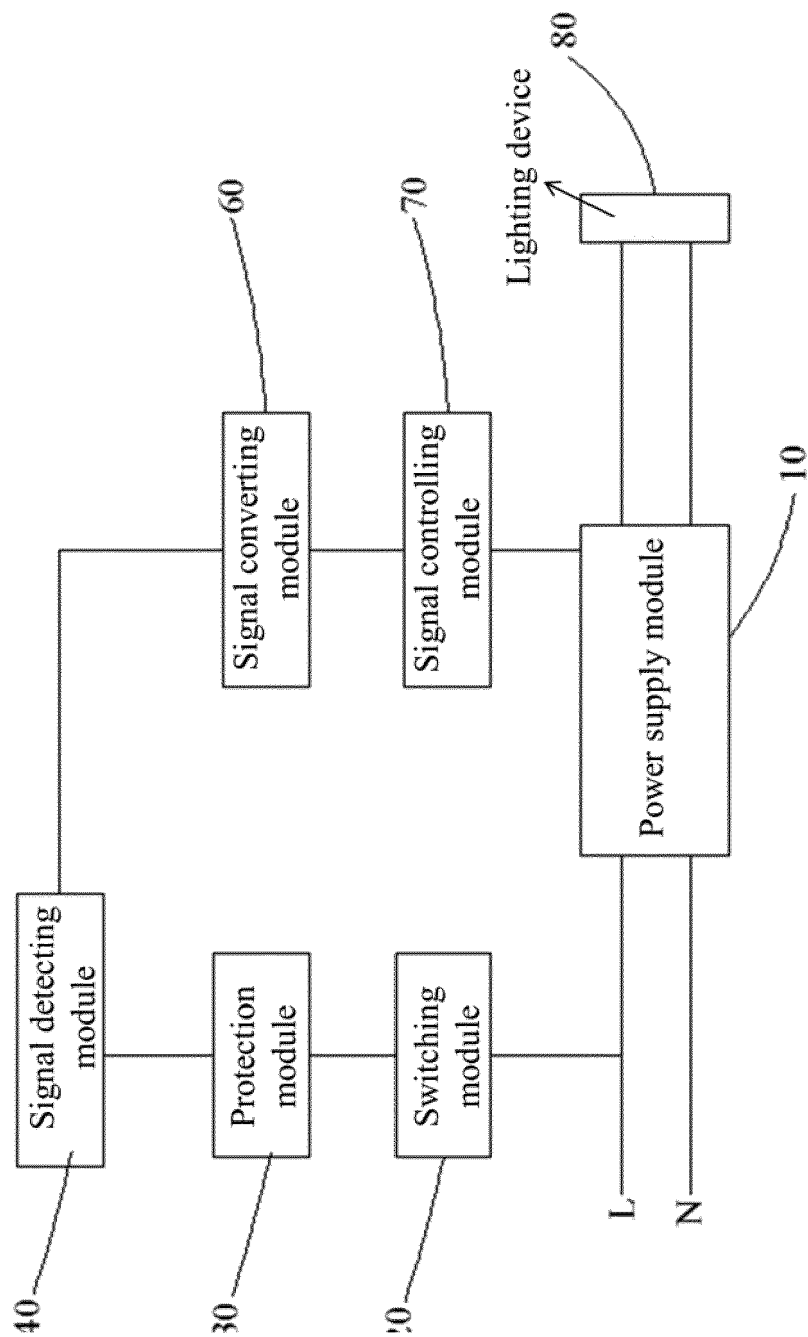 40
Signal detecting
module
30
Protection
module
Signal converting
module
60
20
Switching
module
Signal controlling
module
70
Lighting device
80
L
N
Power supply module
10